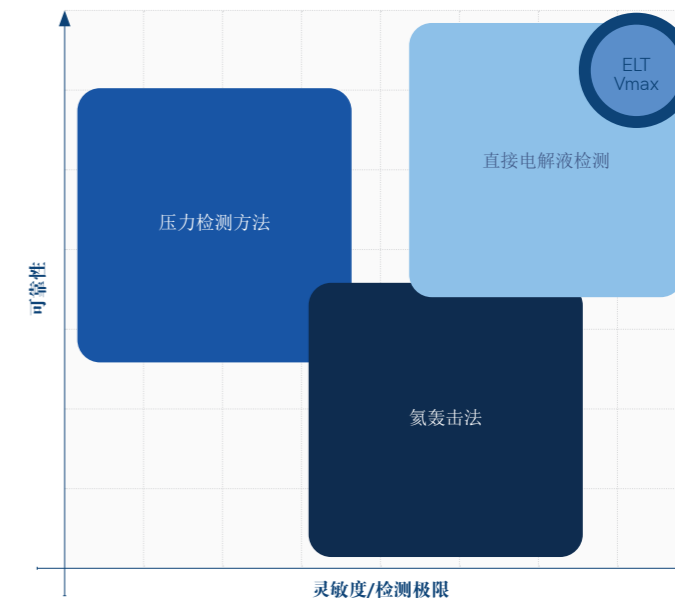 ELT
Vmax
直接电解液检测
压力检测方法
可靠性
氦轰击法
灵敏度/检测极限